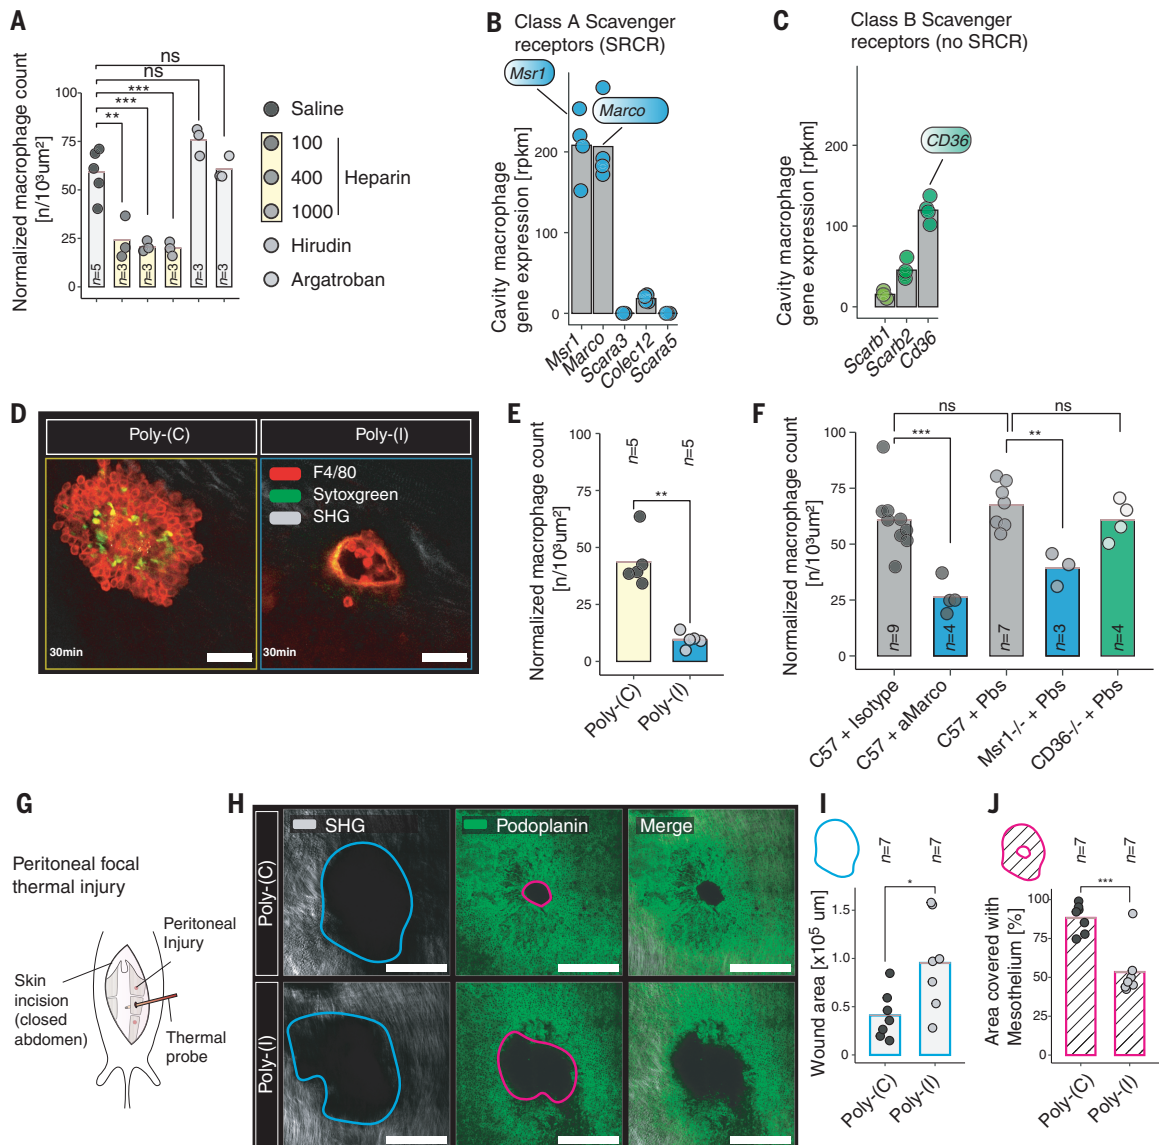 A
Normalized macrophage count
[n/10³um²]
100
75
50
25
0
ns
ns
***
***
**
n=5
n=3
n=3
n=3
n=3
n=3
Saline
100
400
1000
Heparin
Hirudin
Argatroban
B
Class A Scavenger
receptors (SRCR)
Cavity macrophage
gene expression [rpkm]
200
100
0
Msr1
Marco
Msr1
Marco
Scara3
Colec12
Scara5
C
Class B Scavenger
receptors (no SRCR)
Cavity macrophage
gene expression [rpkm]
200
100
0
CD36
Scarb1
Scarb2
Cd36
D
Poly-(C)
Poly-(I)
F4/80
Sytoxgreen
SHG
30min
30min
E
Normalized macrophage count
[n/10³um²]
100
75
50
25
0
n=5
n=5
**
Poly-(C)
Poly-(I)
F
Normalized macrophage count
[n/10³um²]
100
75
50
25
0
ns
ns
***
**
n=9
n=4
n=7
n=3
n=4
C57 + Isotype
C57 + aMarco
C57 + Pbs
Msr1-/- + Pbs
CD36-/- + Pbs
G
Peritoneal focal
thermal injury
Peritoneal
Injury
Skin
incision
(closed
abdomen)
Thermal
probe
H
Poly-(C)
Poly-(I)
SHG
Podoplanin
Merge
I
n=7
n=7
*
Wound area [x10⁵ um]
1.5
1.0
0.5
0
Poly-(C)
Poly-(I)
J
n=7
n=7
***
Area covered with
Mesothelium [%]
100
75
50
25
0
Poly-(C)
Poly-(I)